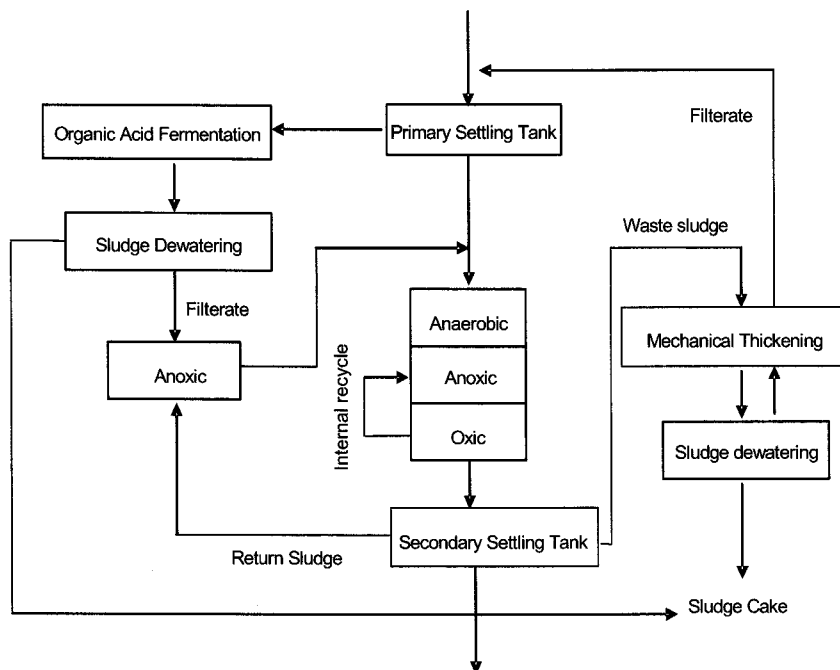 Filterate
Organic Acid Fermentation
Primary Settling Tank
Waste sludge
Sludge Dewatering
Filterate
Anaerobic
Mechanical Thickening
Anoxic
Anoxic
Internal recycle
Oxic
Sludge dewatering
Secondary Settling Tank
Return Sludge
Sludge Cake